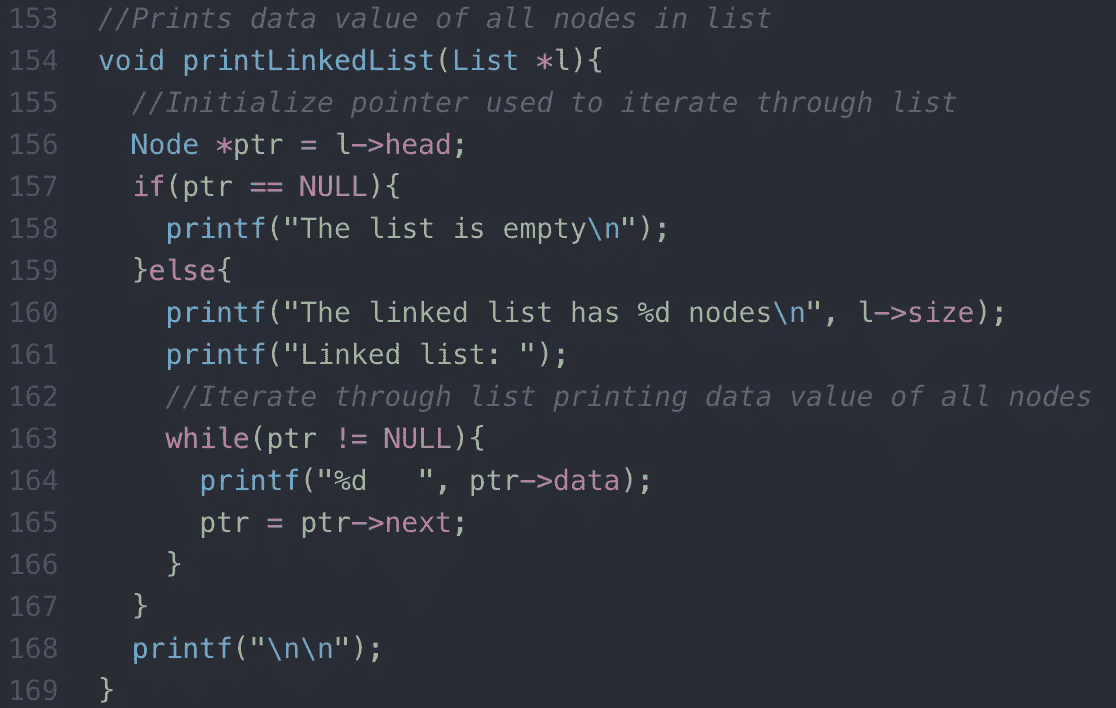 153 //Prints data value of all nodes in list
154 void printLinkedList(List *l){
155   //Initialize pointer used to iterate through list
156   Node *ptr = l->head;
157   if(ptr == NULL){
158     printf("The list is empty\n");
159   }else{
160     printf("The linked list has %d nodes\n", l->size);
161     printf("Linked list: ");
162     //Iterate through list printing data value of all nodes
163     while(ptr != NULL){
164       printf("%d   ", ptr->data);
165       ptr = ptr->next;
166     }
167   }
168   printf("\n\n");
169 }